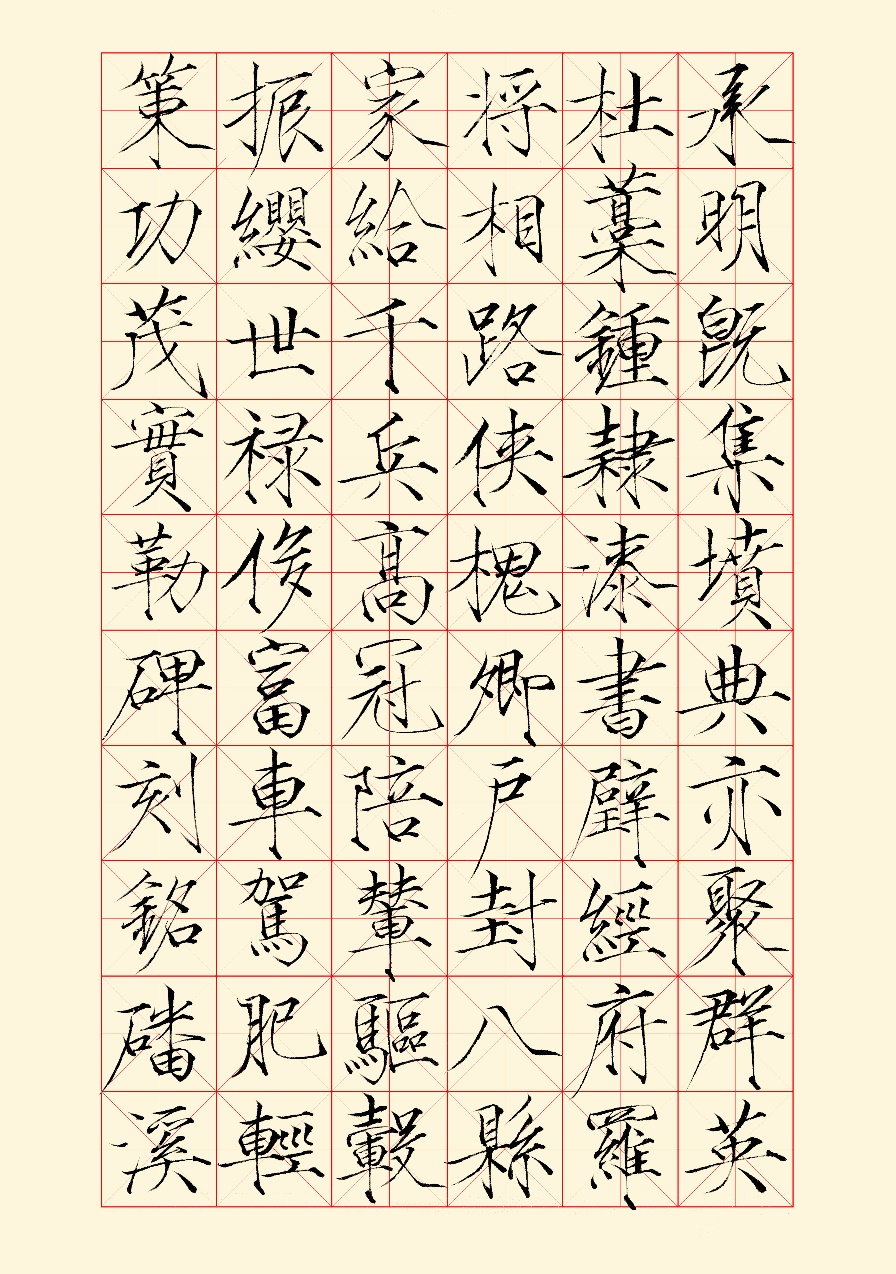 承明既集墳典亦聚群英
杜藁鍾隸漆書壁經府羅
将相路侠槐卿户封八縣
家給千兵高冠陪輦驅轂
振纓世禄侈富車駕肥輕
策功茂實勒碑刻銘磻溪